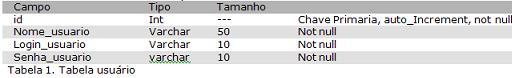 Campo Tipo Tamanho
id Int --- Chave Primaria, auto_Increment, not null
Nome_usuario Varchar 50 Not null
Login_usuario Varchar 10 Not null
Senha_usuario varchar 10 Not null
Tabela 1. Tabela usuário